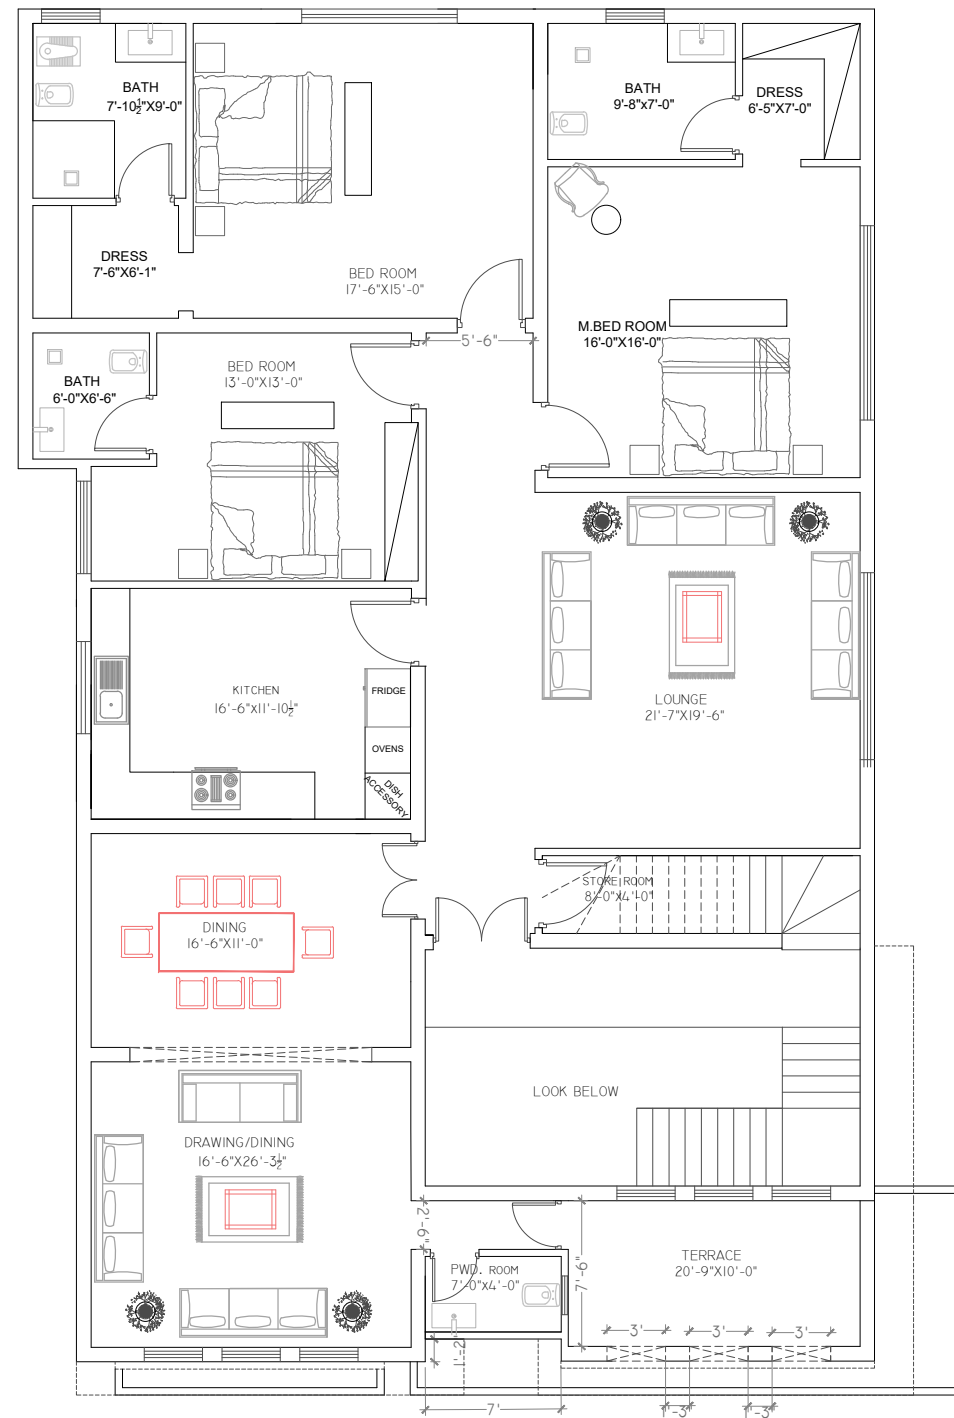 BATH
7'-10½"X9'-0"
BATH
9'-8"x7'-0"
DRESS
6'-5"X7'-0"
DRESS
7'-6"X6'-1"
BED ROOM
17'-6"X15'-0"
M.BED ROOM
16'-0"X16'-0"
5'-6"
BED ROOM
13'-0"X13'-0"
BATH
6'-0"X6'-6"
KITCHEN
16'-6"x11'-10½"
FRIDGE
OVENS
DISH
ACCESSORY
LOUNGE
21'-7"X19'-6"
STORE ROOM
8'-0"x4'-0"
DINING
16'-6"X11'-0"
LOOK BELOW
DRAWING/DINING
16'-6"X26'-3½"
2'-6"
PWD. ROOM
7'-0"x4'-0"
7'-6"
TERRACE
20'-9"X10'-0"
3'
3'
3'
1'-2"
7'
1'-3
1'-3